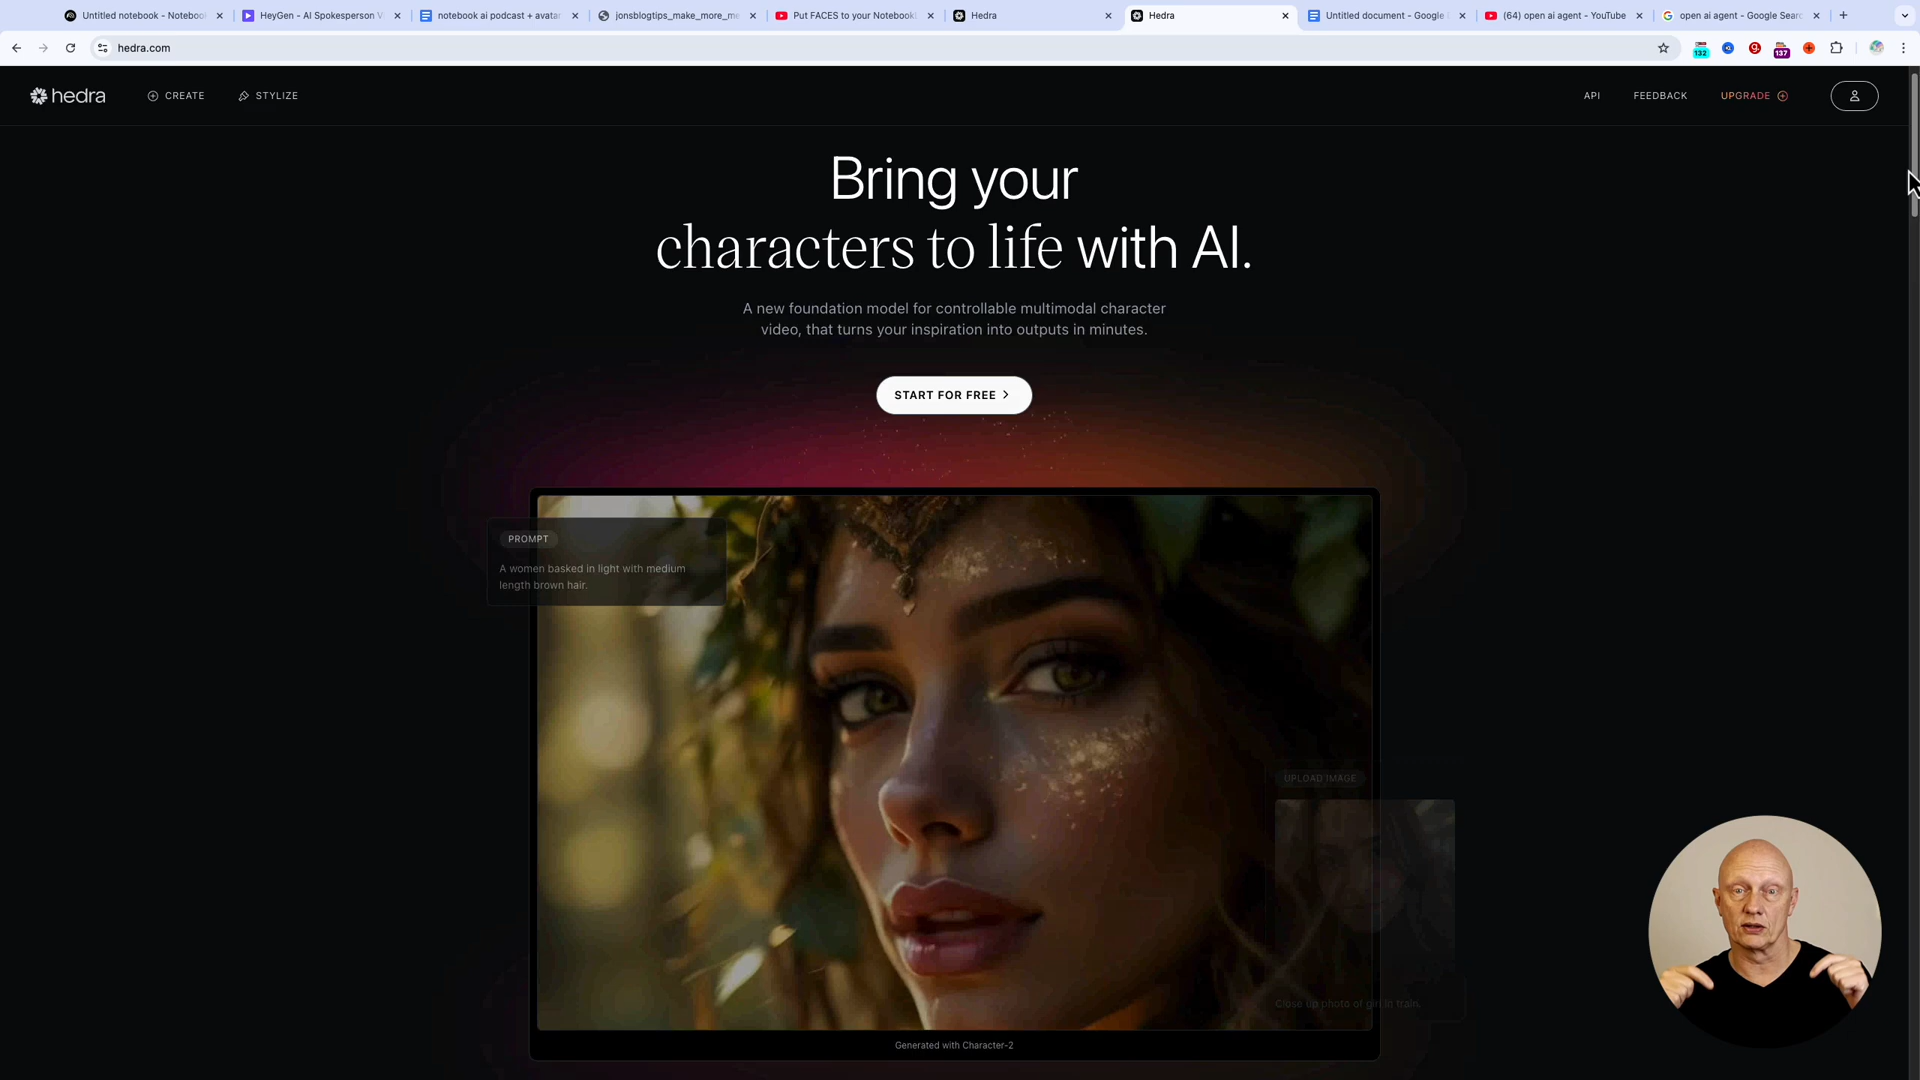 Untitled notebook - Noteboo
HeyGen - AI Spokesperson V
notebook ai podcast + avatar
jonsblogtips_make_more_m
Put FACES to your Notebook
Hedra
Hedra
Untitled document - Google
(64) open ai agent - YouTube
open ai agent - Google Searc
hedra.com
132
137
hedra
CREATE
STYLIZE
API
FEEDBACK
UPGRADE
Bring your
characters to life with AI.
A new foundation model for controllable multimodal character
video, that turns your inspiration into outputs in minutes.
START FOR FREE
PROMPT
A women basked in light with medium
length brown hair.
UPLOAD IMAGE
Close up photo of girl in train.
Generated with Character-2